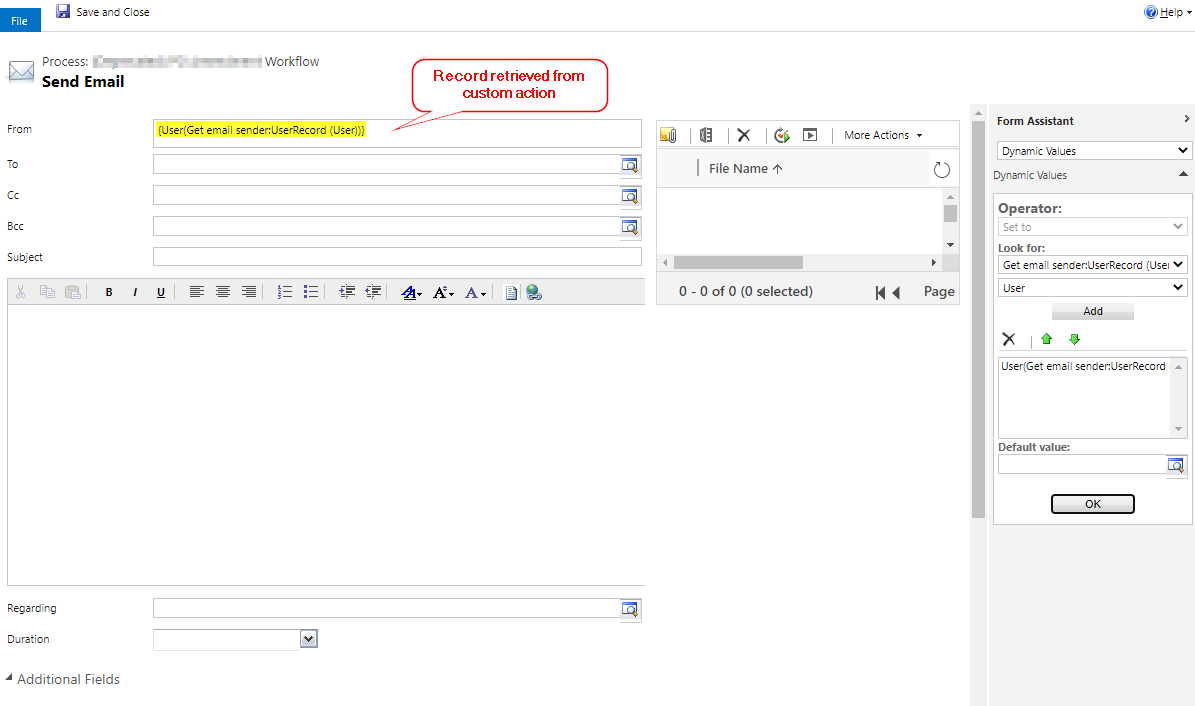 File
Save and Close
Help
Process: Workflow
Send Email
Record retrieved from
custom action
From
{User(Get email sender:UserRecord (User))}
To
Cc
Bcc
Subject
More Actions
File Name
0 - 0 of 0 (0 selected)
Page
B I U
A A A
Regarding
Duration
Additional Fields
Form Assistant
Dynamic Values
Dynamic Values
Operator:
Set to
Look for:
Get email sender:UserRecord (User
User
Add
User(Get email sender:UserRecord
Default value:
OK